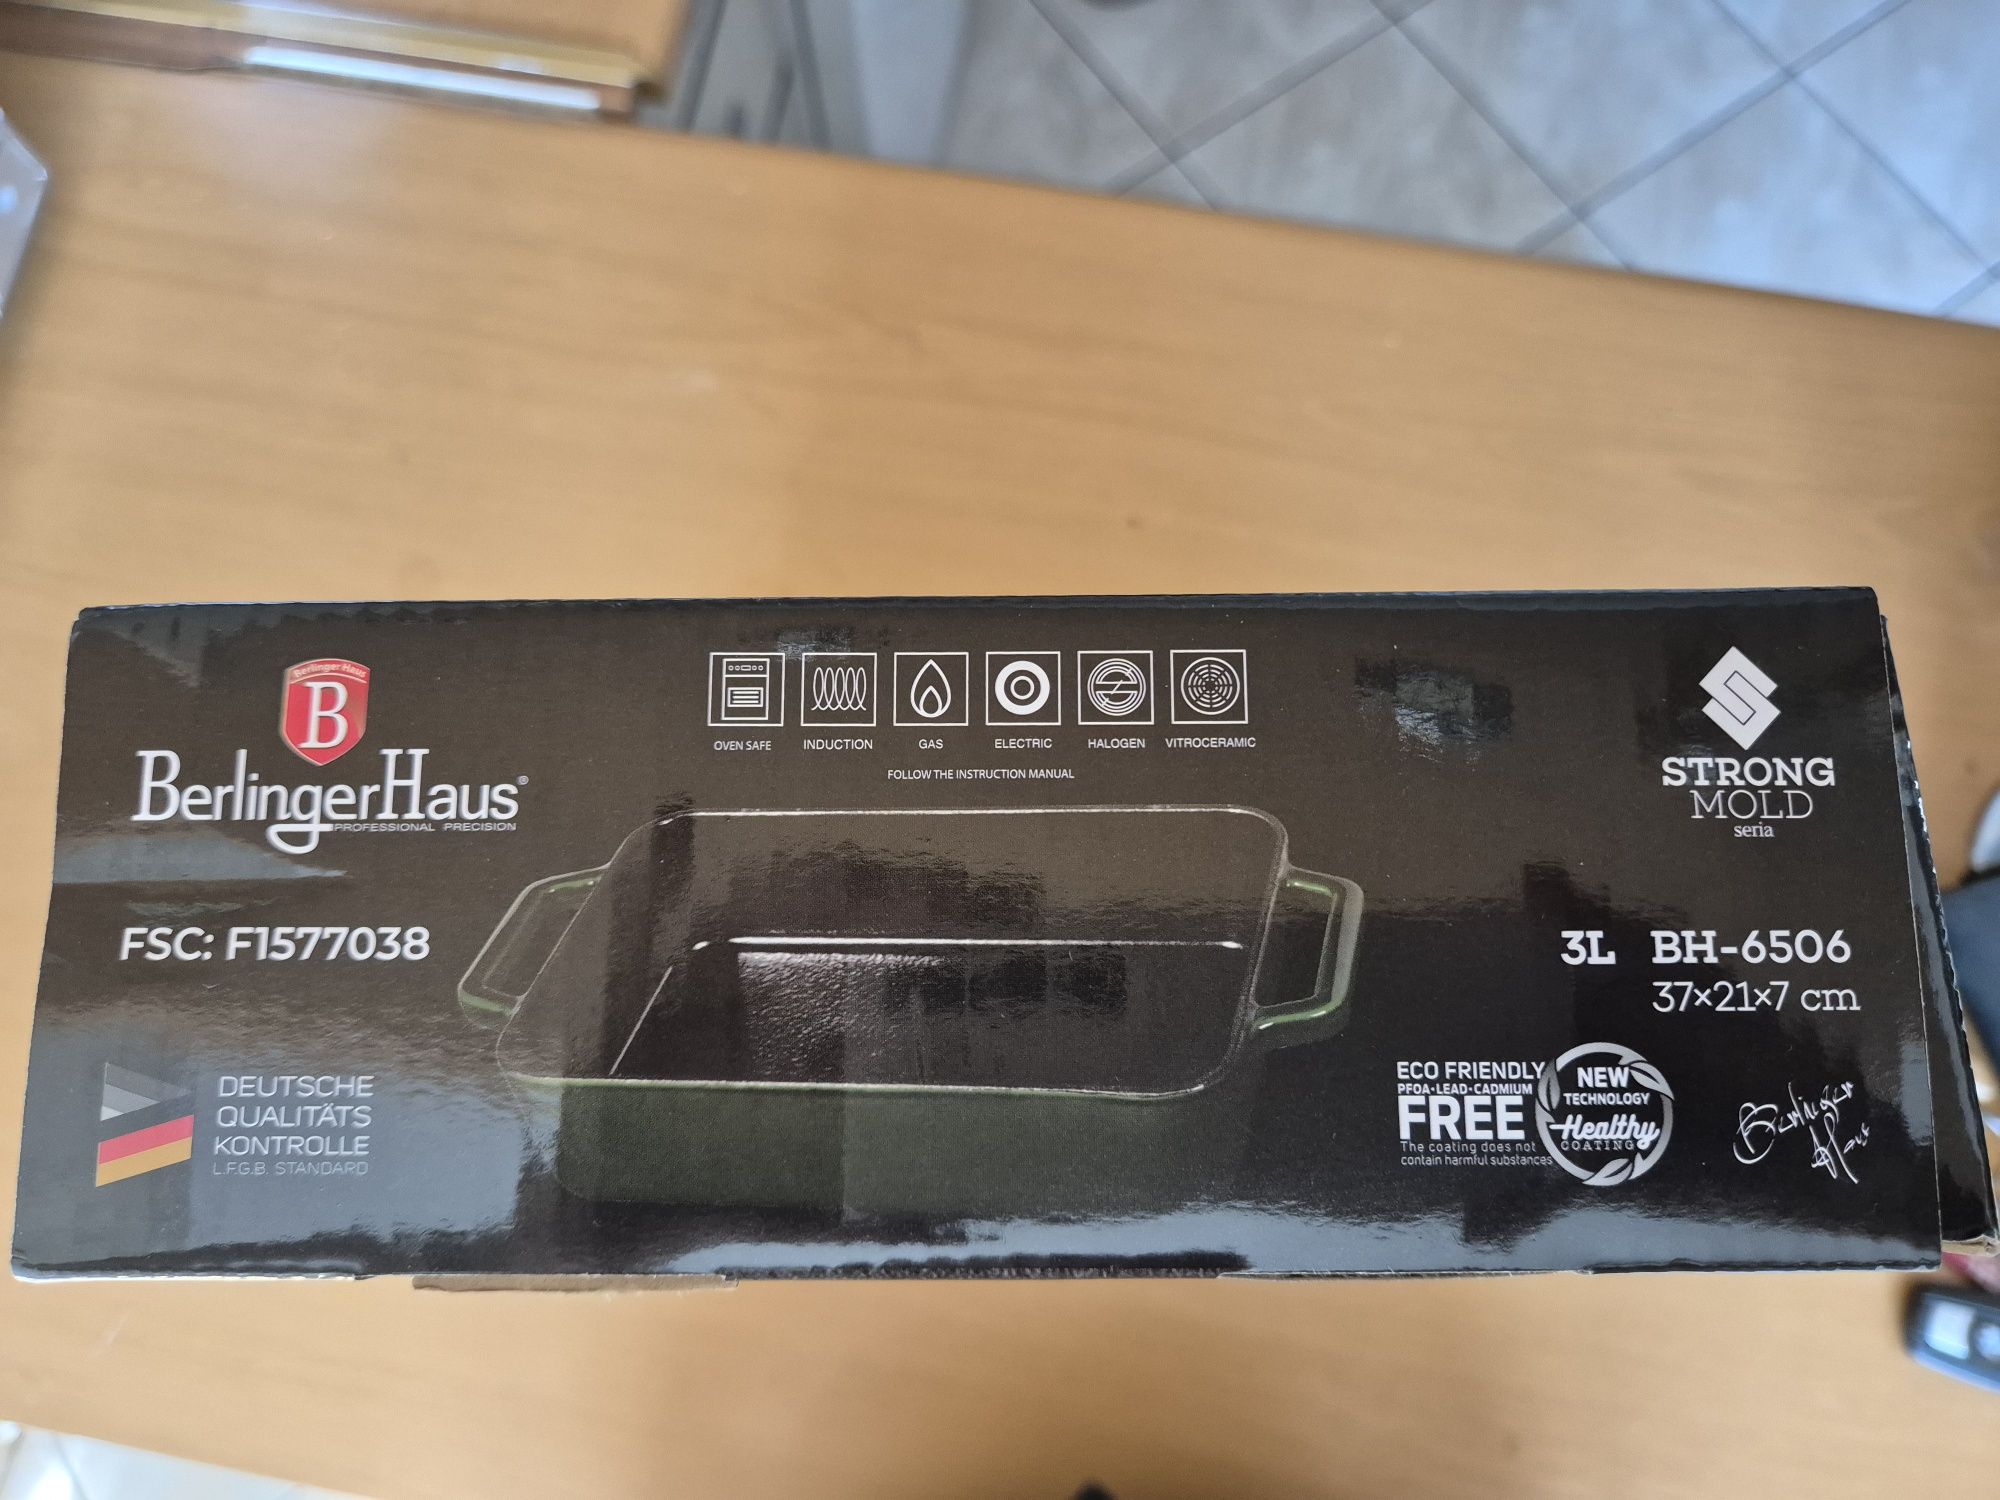 Berlinger Haus
B
BerlingerHaus®
PROFESSIONAL PRECISION
FSC: F1577038
DEUTSCHE
QUALITÄTS
KONTROLLE
L.F.G.B. STANDARD
OVEN SAFE INDUCTION GAS ELECTRIC HALOGEN VITROCERAMIC
FOLLOW THE INSTRUCTION MANUAL
STRONG
MOLD
seria
3L BH-6506
37×21×7 cm
ECO FRIENDLY
PFOA·LEAD·CADMIUM
FREE
The coating does not
contain harmful substances
NEW
TECHNOLOGY
Healthy
COATING
Berlinger
Haus